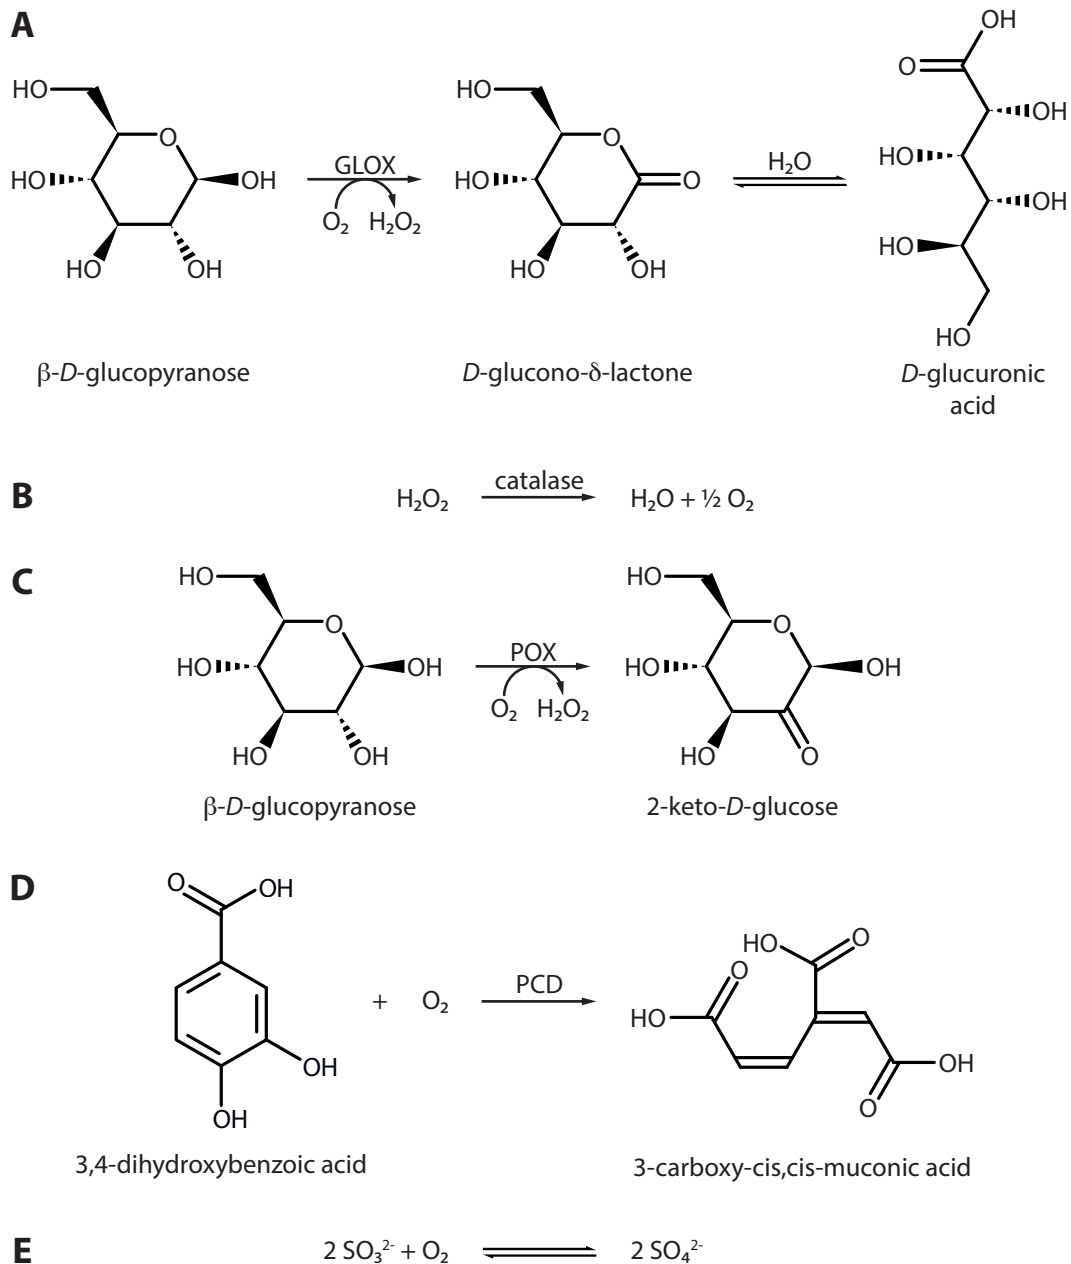 A
OH
O
HO
OH
HO
O
HO
O
HO
OH
GLOX
O₂
H₂O₂
HO
O
H₂O
HO
OH
HO
OH
HO
OH
HO
OH
HO
β-D-glucopyranose
D-glucono-δ-lactone
D-glucuronic
acid
B
H₂O₂
catalase
H₂O + ½ O₂
C
HO
HO
O
O
HO
OH
POX
HO
OH
O₂
H₂O₂
HO
OH
HO
O
β-D-glucopyranose
2-keto-D-glucose
D
O
OH
HO
O
O
+
O₂
PCD
HO
OH
OH
OH
O
3,4-dihydroxybenzoic acid
3-carboxy-cis,cis-muconic acid
E
2 SO₃²⁻ + O₂
2 SO₄²⁻